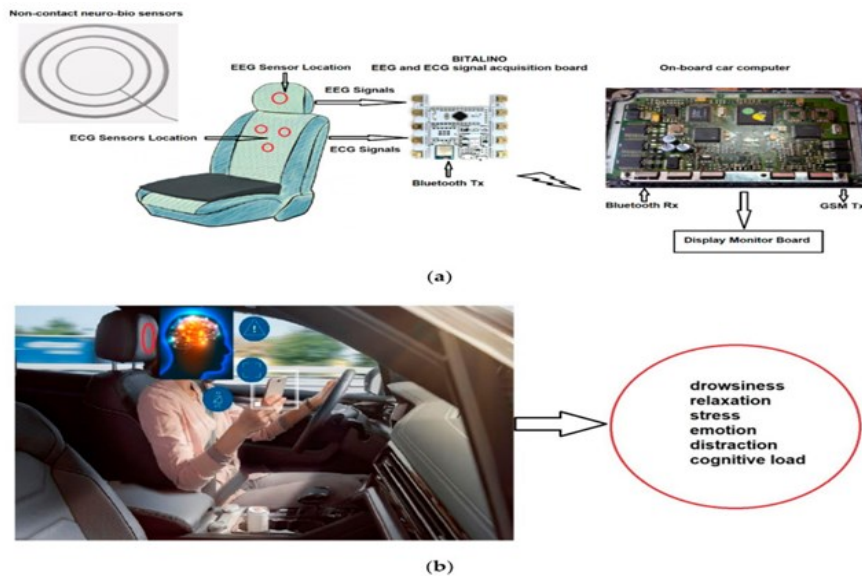 Non-contact neuro-bio sensors
BITALINO
EEG and ECG signal acquisition board
On-board car computer
EEG Sensor Location
EEG Signals
ECG Sensors Location
ECG Signals
Bluetooth Tx
Bluetooth Rx
GSM Tx
Display Monitor Board
(a)
drowsiness
relaxation
stress
emotion
distraction
cognitive load
(b)